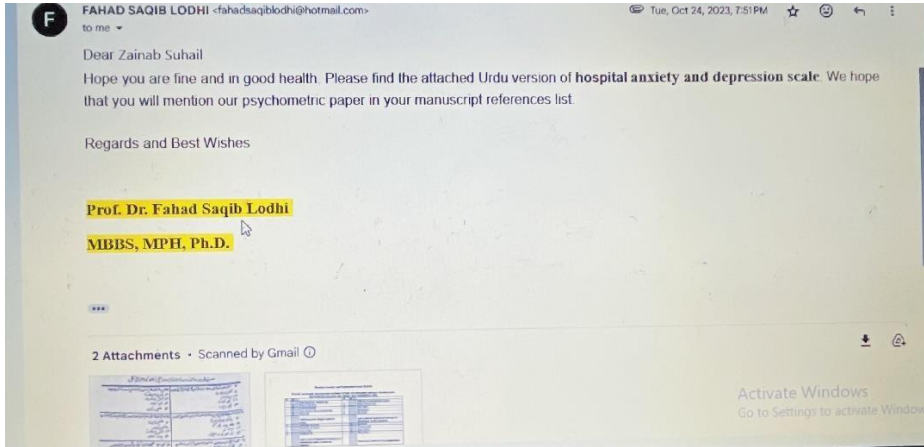 F
FAHAD SAQIB LODHI <fahadsaqiblodhi@hotmail.com>
Tue, Oct 24, 2023, 7:51 PM
to me
Dear Zainab Suhail
Hope you are fine and in good health. Please find the attached Urdu version of hospital anxiety and depression scale. We hope
that you will mention our psychometric paper in your manuscript references list.
Regards and Best Wishes
Prof. Dr. Fahad Saqib Lodhi
MBBS, MPH, Ph.D.
2 Attachments • Scanned by Gmail
Activate Windows
Go to Settings to activate Window